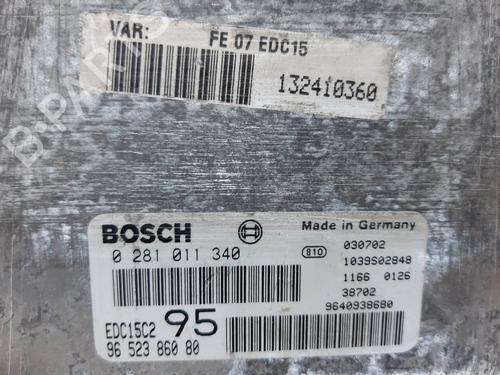 VAR: FE 07 EDC15
132410360
BOSCH
Made in Germany
0 281 011 340
810
030702
1039S02848
1166 0126
38702
9640938680
EDC15C2 95
96 523 860 80
B-PARTS